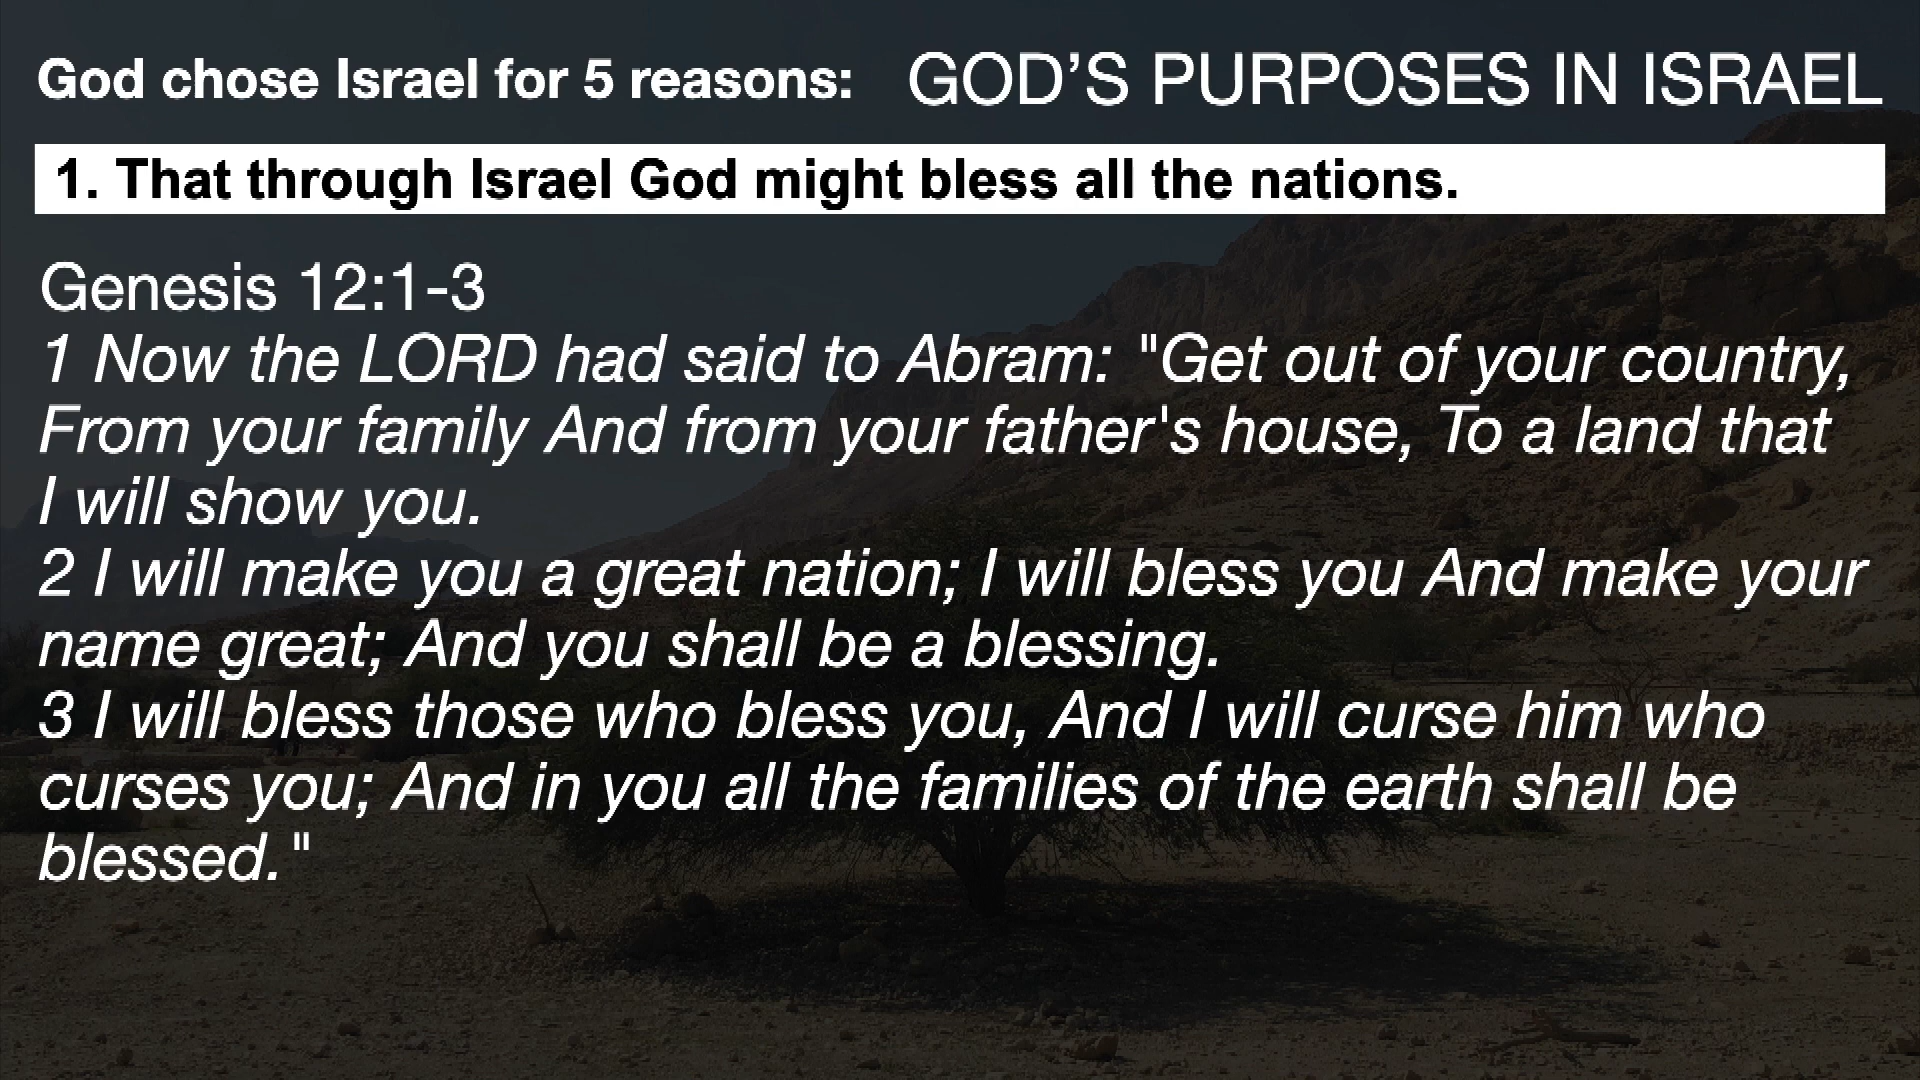 God chose Israel for 5 reasons: GOD’S PURPOSES IN ISRAEL
1. That through Israel God might bless all the nations.
Genesis 12:1-3
1 Now the LORD had said to Abram: "Get out of your country,
From your family And from your father's house, To a land that
I will show you.
2 I will make you a great nation; I will bless you And make your
name great; And you shall be a blessing.
3 I will bless those who bless you, And I will curse him who
curses you; And in you all the families of the earth shall be
blessed."